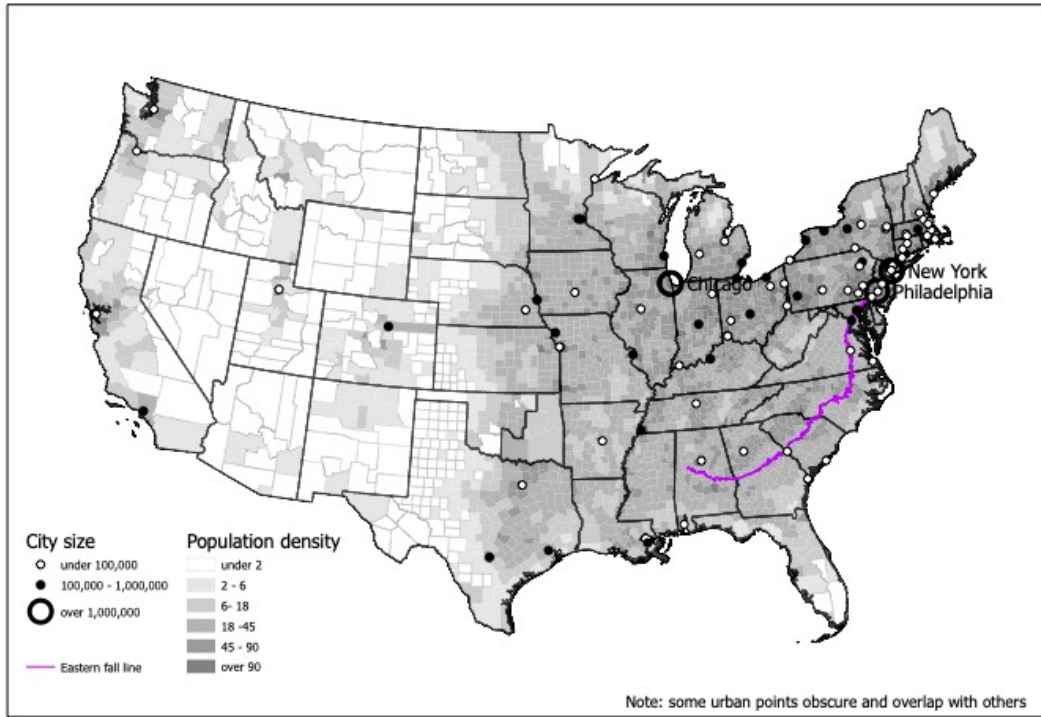 New York
Chicago
Philadelphia
City size
under 100,000
100,000 - 1,000,000
over 1,000,000
Eastern fall line
Population density
under 2
2 - 6
6- 18
18 -45
45 - 90
over 90
Note: some urban points obscure and overlap with others